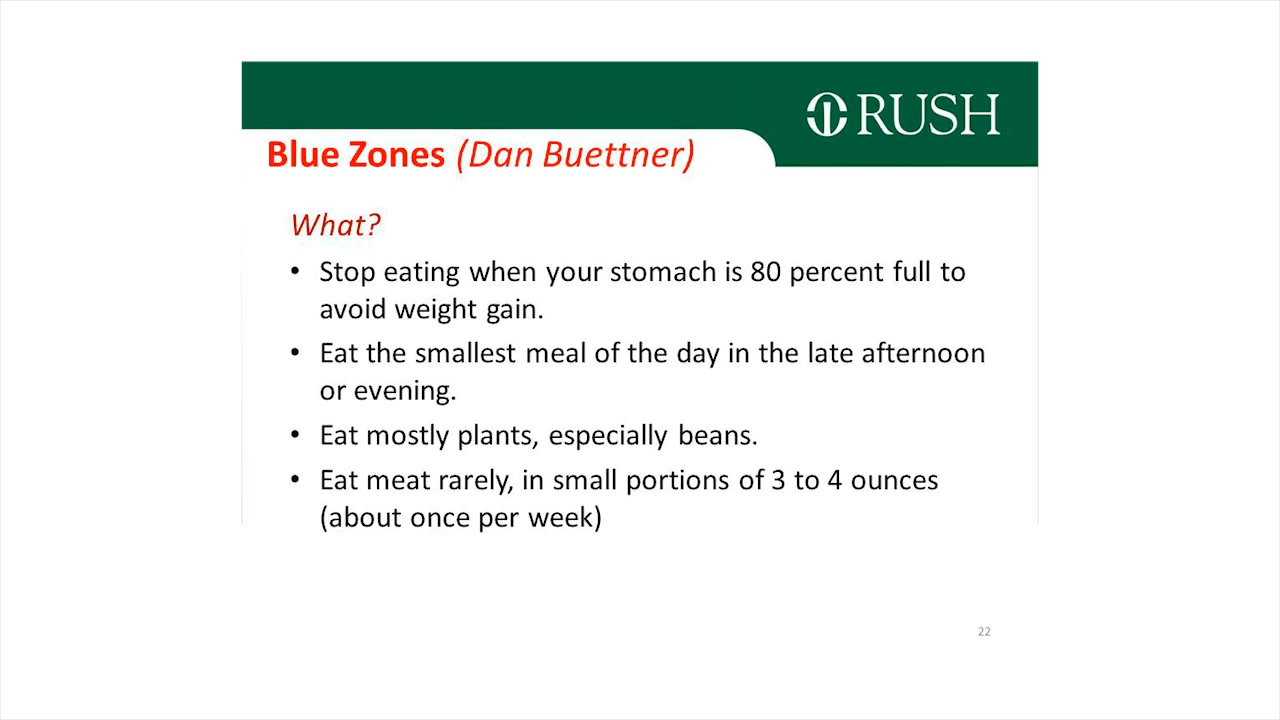 RUSH
Blue Zones (Dan Buettner)
What?
• Stop eating when your stomach is 80 percent full to
avoid weight gain.
• Eat the smallest meal of the day in the late afternoon
or evening.
• Eat mostly plants, especially beans.
• Eat meat rarely, in small portions of 3 to 4 ounces
(about once per week)
22